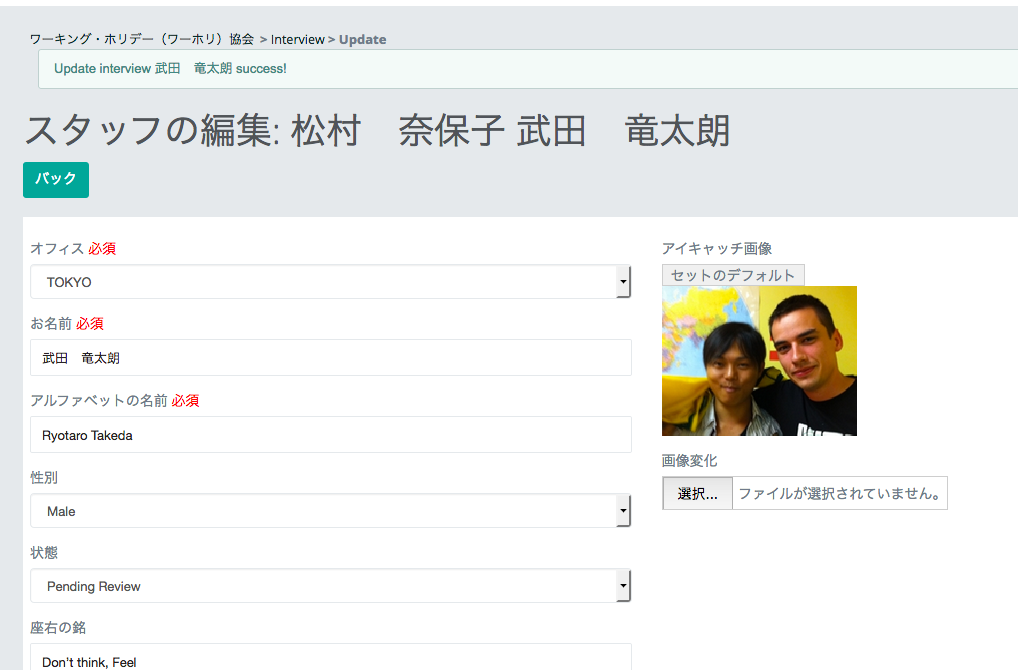 ワーキング・ホリデー（ワーホリ）協会 > Interview > Update
Update interview 武田　竜太朗 success!
スタッフの編集: 松村　奈保子 武田　竜太朗
バック
オフィス 必須
TOKYO
お名前 必須
武田　竜太朗
アルファベットの名前 必須
Ryotaro Takeda
性別
Male
状態
Pending Review
座右の銘
Don't think, Feel
アイキャッチ画像
セットのデフォルト
画像変化
選択... ファイルが選択されていません。